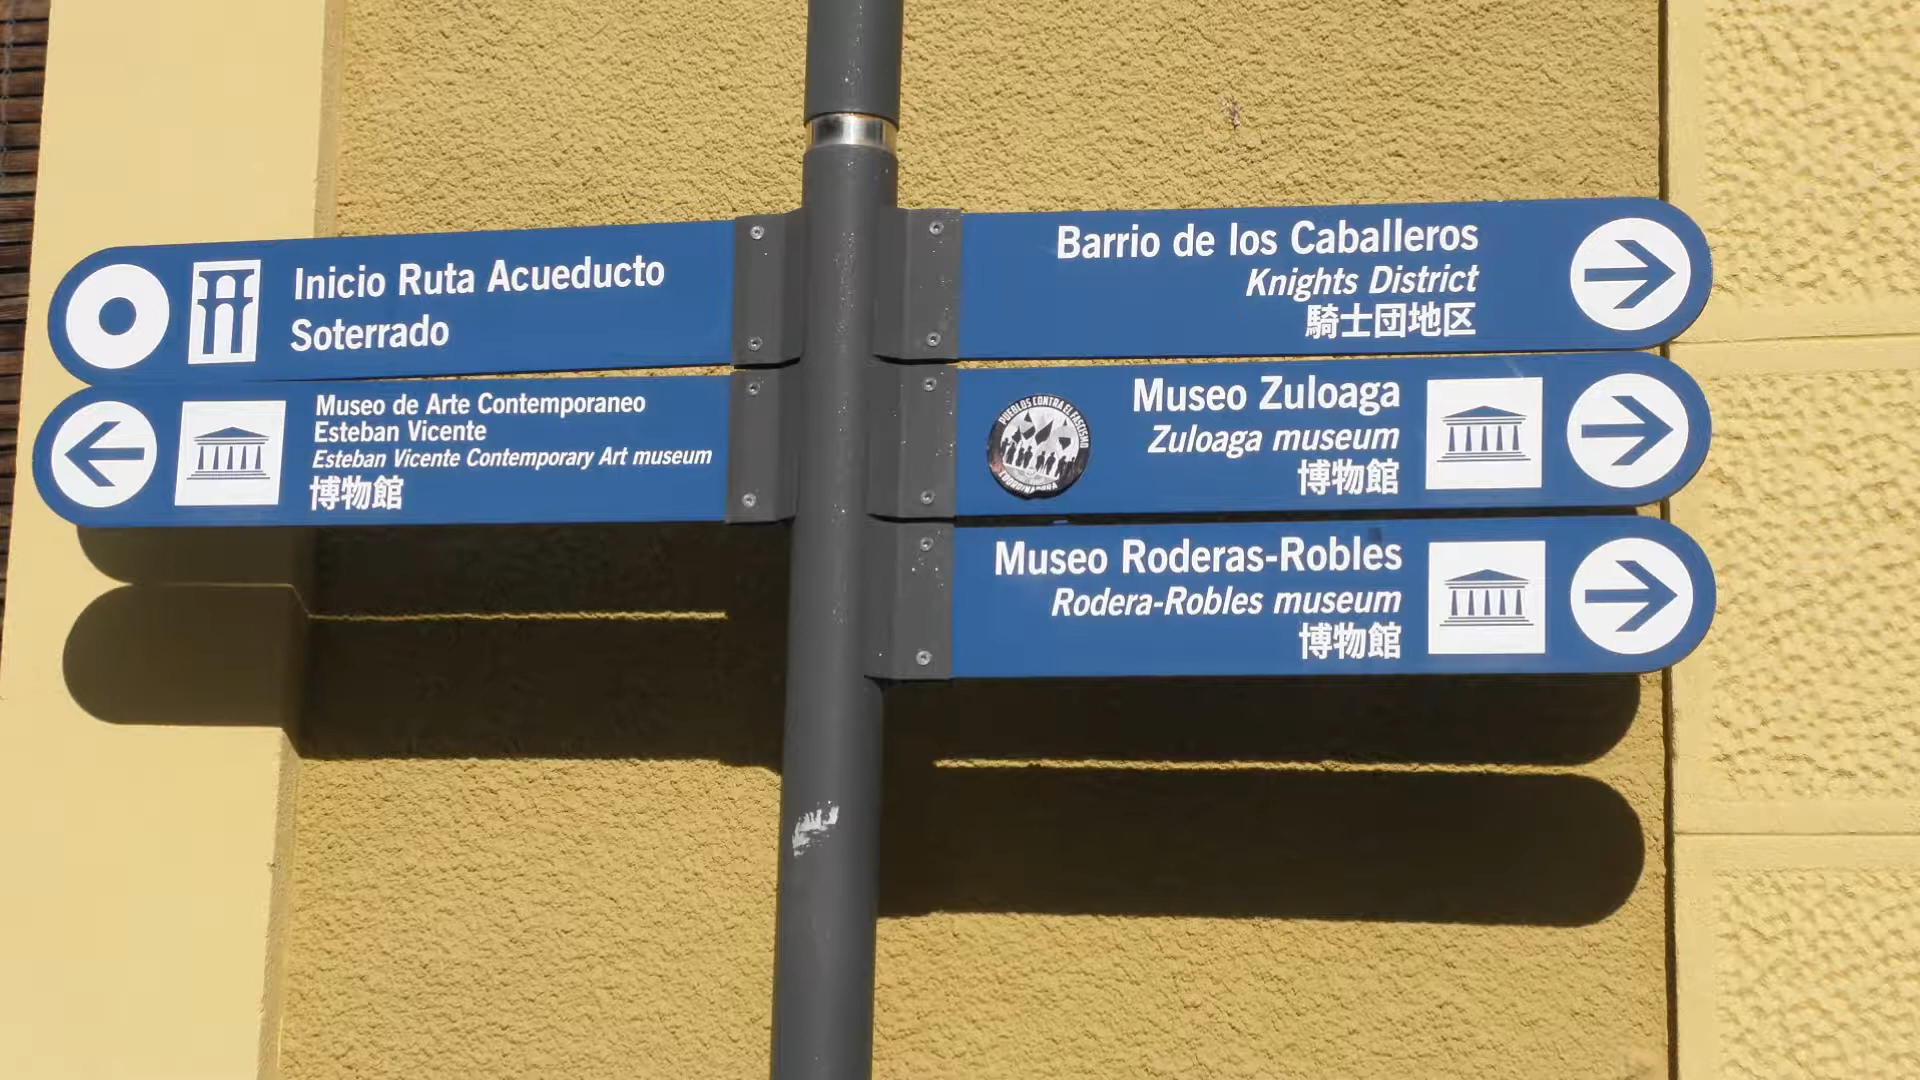 Inicio Ruta Acueducto
Soterrado
Museo de Arte Contemporaneo
Esteban Vicente
Esteban Vicente Contemporary Art museum
博物館
Barrio de los Caballeros
Knights District
騎士団地区
Museo Zuloaga
Zuloaga museum
博物館
PUEBLOS CONTRA EL FASCISMO
Museo Roderas-Robles
Rodera-Robles museum
博物館